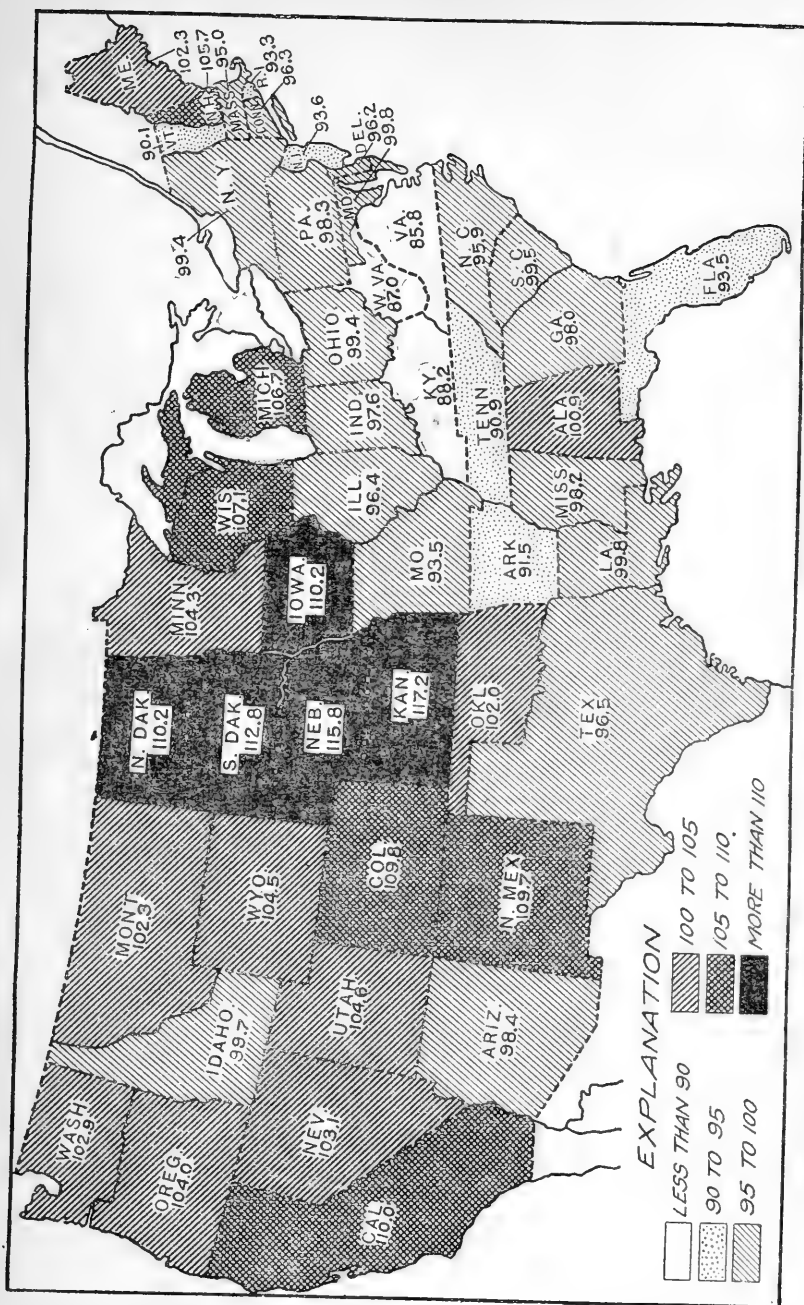 WASH
102.9
OREG.
104.0
CAL.
110.0
NEV.
103.1
IDAHO.
99.7
MONT.
102.3
WYO.
104.5
UTAH.
104.6
ARIZ.
98.4
COL.
109.8
N. MEX.
109.7
N. DAK
110.2
S. DAK.
112.8
NEB.
115.8
KAN.
117.2
OKL.
102.0
TEX.
96.5
MINN
104.3
IOWA.
110.2
MO.
93.5
ARK
91.5
LA.
99.8
WIS.
107.1
ILL.
96.4
MICH
106.7
IND.
97.6
OHIO.
99.4
KY.
88.2
TENN
90.9
MISS.
98.2
ALA.
100.9
GA.
98.0
FLA.
93.5
S. C.
99.5
N. C.
95.9
VA.
85.8
W. VA.
87.0
PA.
98.3
N. Y.
99.4
VT.
90.1
ME.
102.3
N.H.
105.7
MASS.
95.0
R. I.
93.3
CONN.
96.3
N.J.
93.6
DEL.
96.2
MD.
99.8
EXPLANATION
LESS THAN 90
90 TO 95
95 TO 100
100 TO 105
105 TO 110.
MORE THAN 110